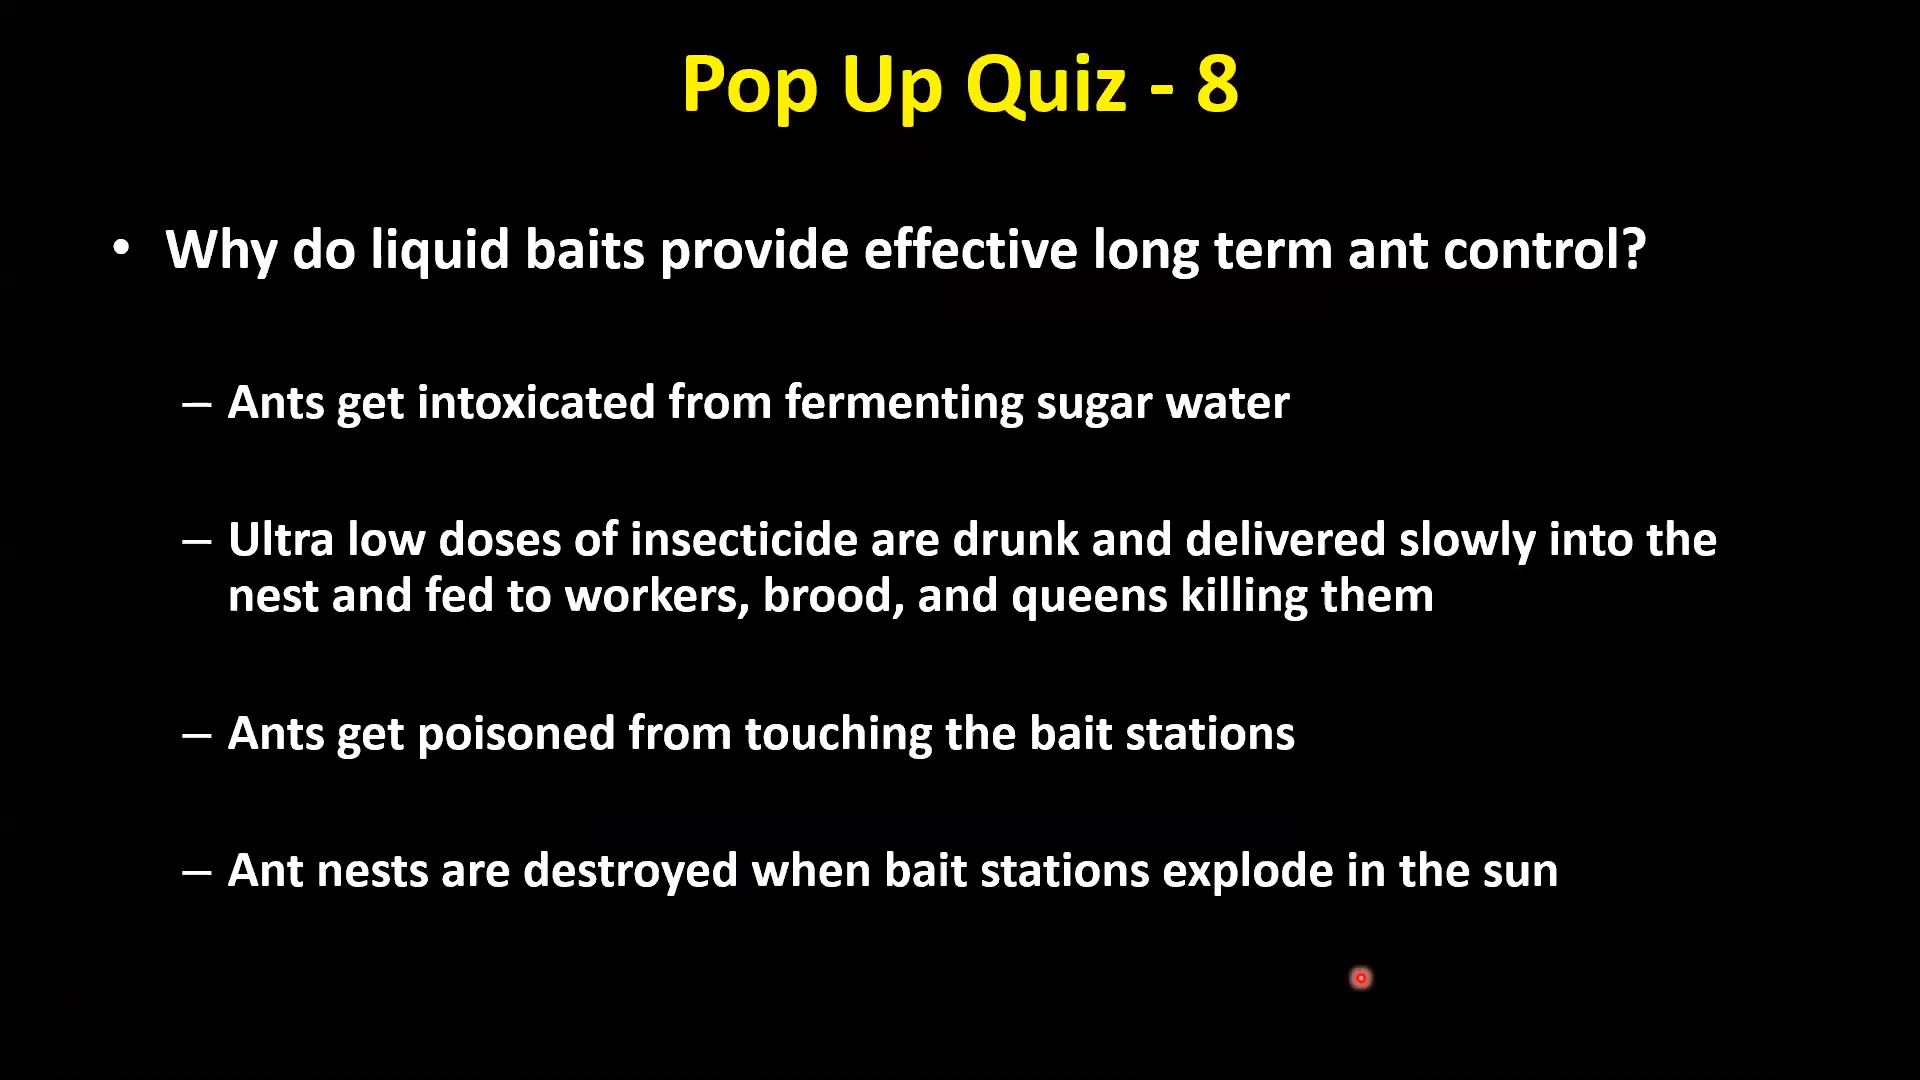 Pop Up Quiz - 8
• Why do liquid baits provide effective long term ant control?
– Ants get intoxicated from fermenting sugar water
– Ultra low doses of insecticide are drunk and delivered slowly into the
nest and fed to workers, brood, and queens killing them
– Ants get poisoned from touching the bait stations
– Ant nests are destroyed when bait stations explode in the sun